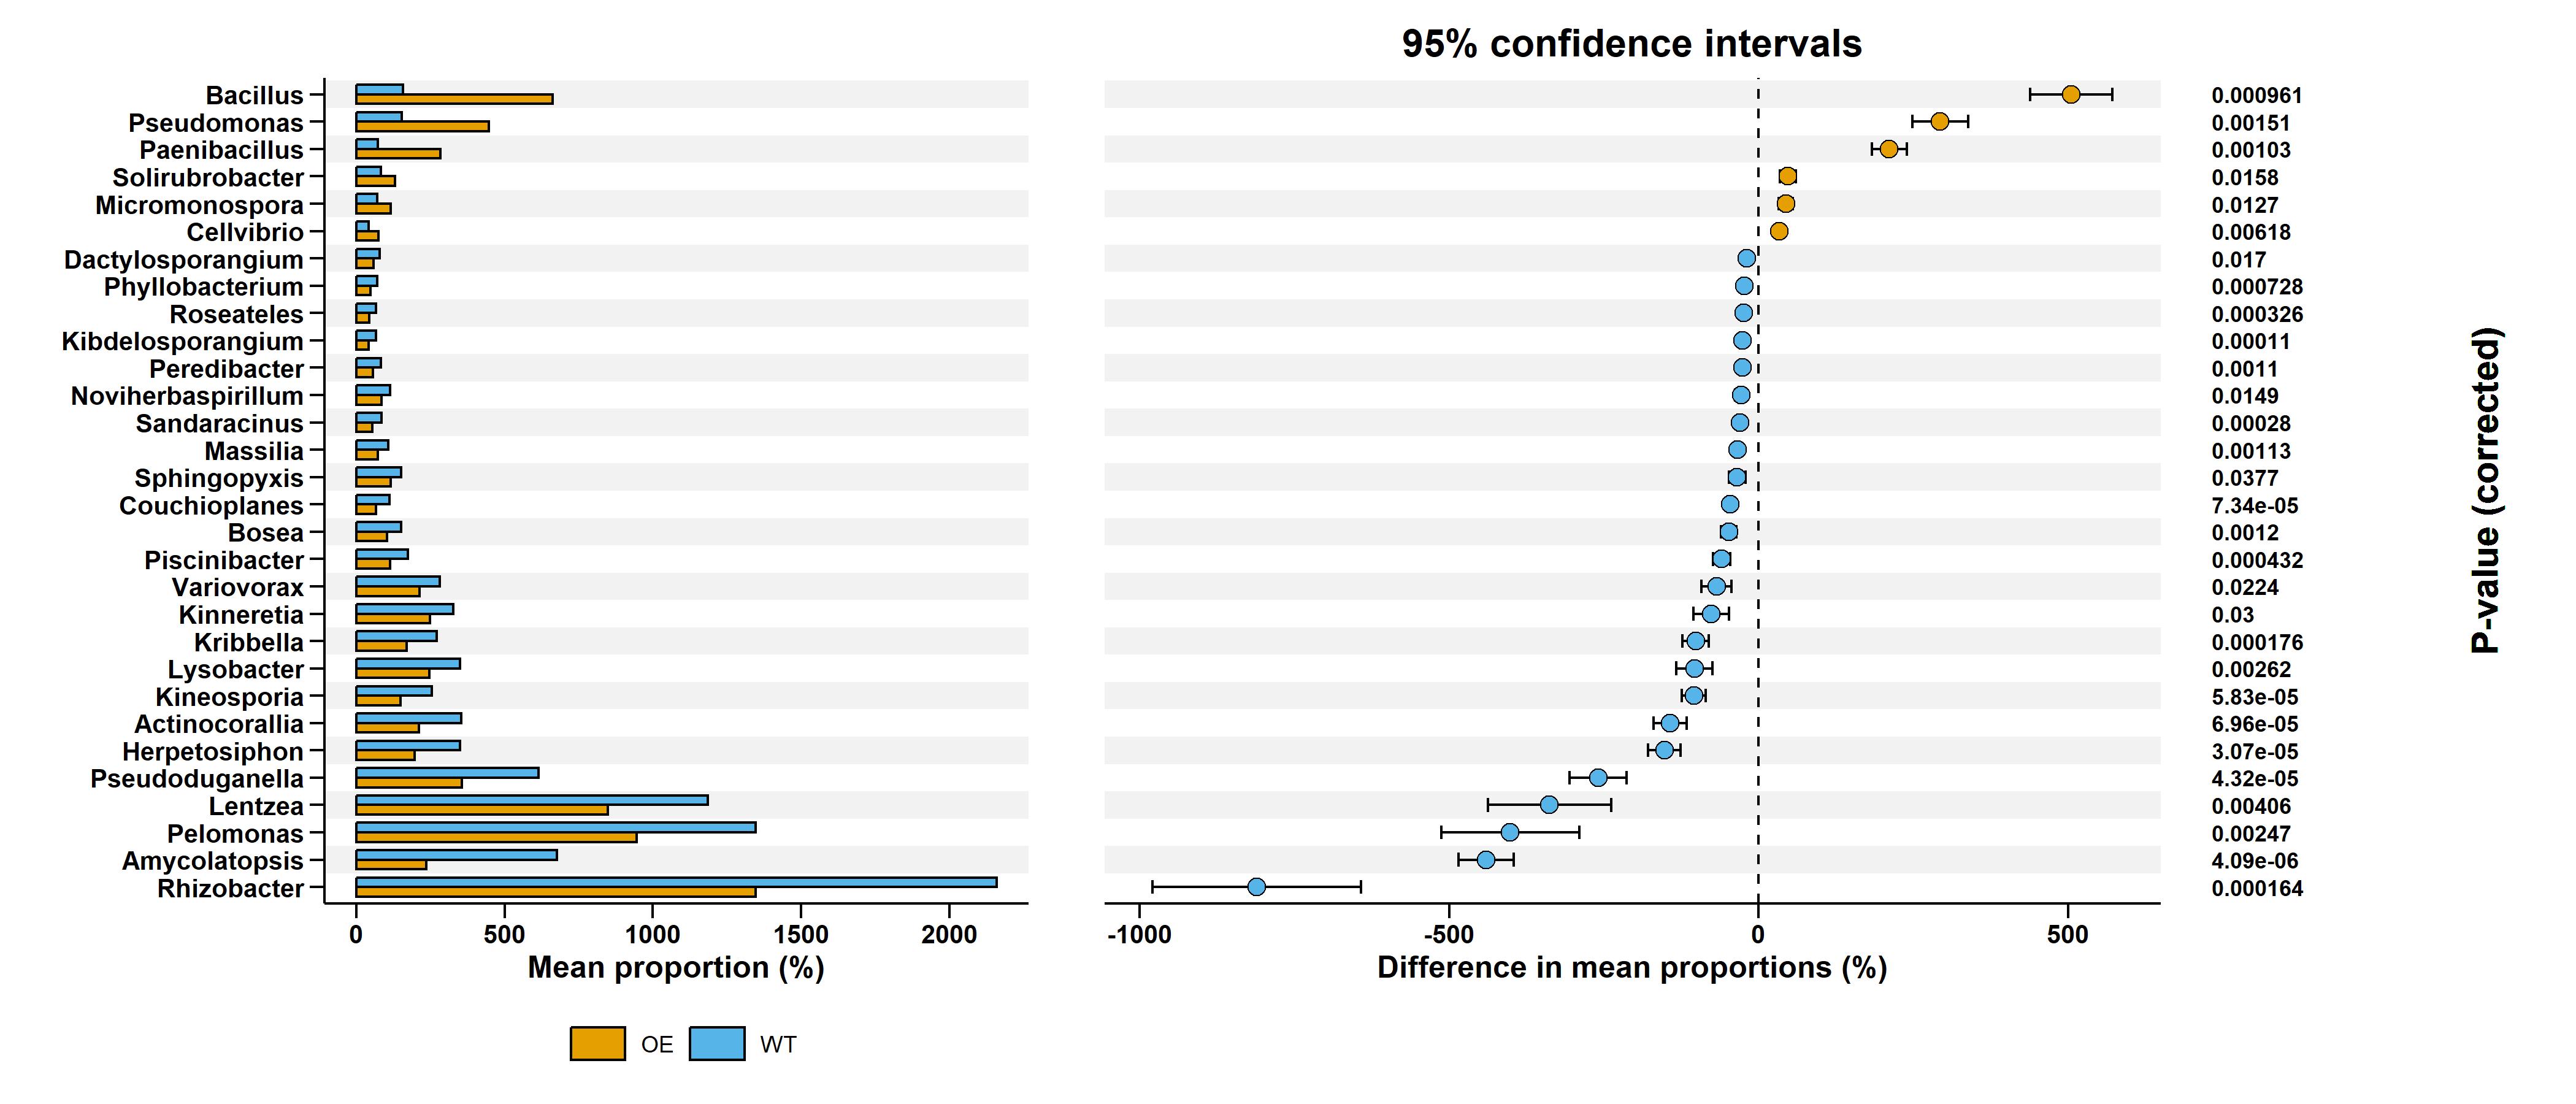 95% confidence intervals
Bacillus 0.000961
Pseudomonas 0.00151
Paenibacillus 0.00103
Solirubrobacter 0.0158
Micromonospora 0.0127
Cellvibrio 0.00618
Dactylosporangium 0.017
Phyllobacterium 0.000728
Roseateles 0.000326
Kibdelosporangium 0.00011
Peredibacter 0.0011
Noviherbaspirillum 0.0149
Sandaracinus 0.00028
Massilia 0.00113
Sphingopyxis 0.0377
Couchioplanes 7.34e-05
Bosea 0.0012
Piscinibacter 0.000432
Variovorax 0.0224
Kinneretia 0.03
Kribbella 0.000176
Lysobacter 0.00262
Kineosporia 5.83e-05
Actinocorallia 6.96e-05
Herpetosiphon 3.07e-05
Pseudoduganella 4.32e-05
Lentzea 0.00406
Pelomonas 0.00247
Amycolatopsis 4.09e-06
Rhizobacter 0.000164
P-value (corrected)
0 500 1000 1500 2000 -1000 -500 0 500
Mean proportion (%) Difference in mean proportions (%)
OE WT